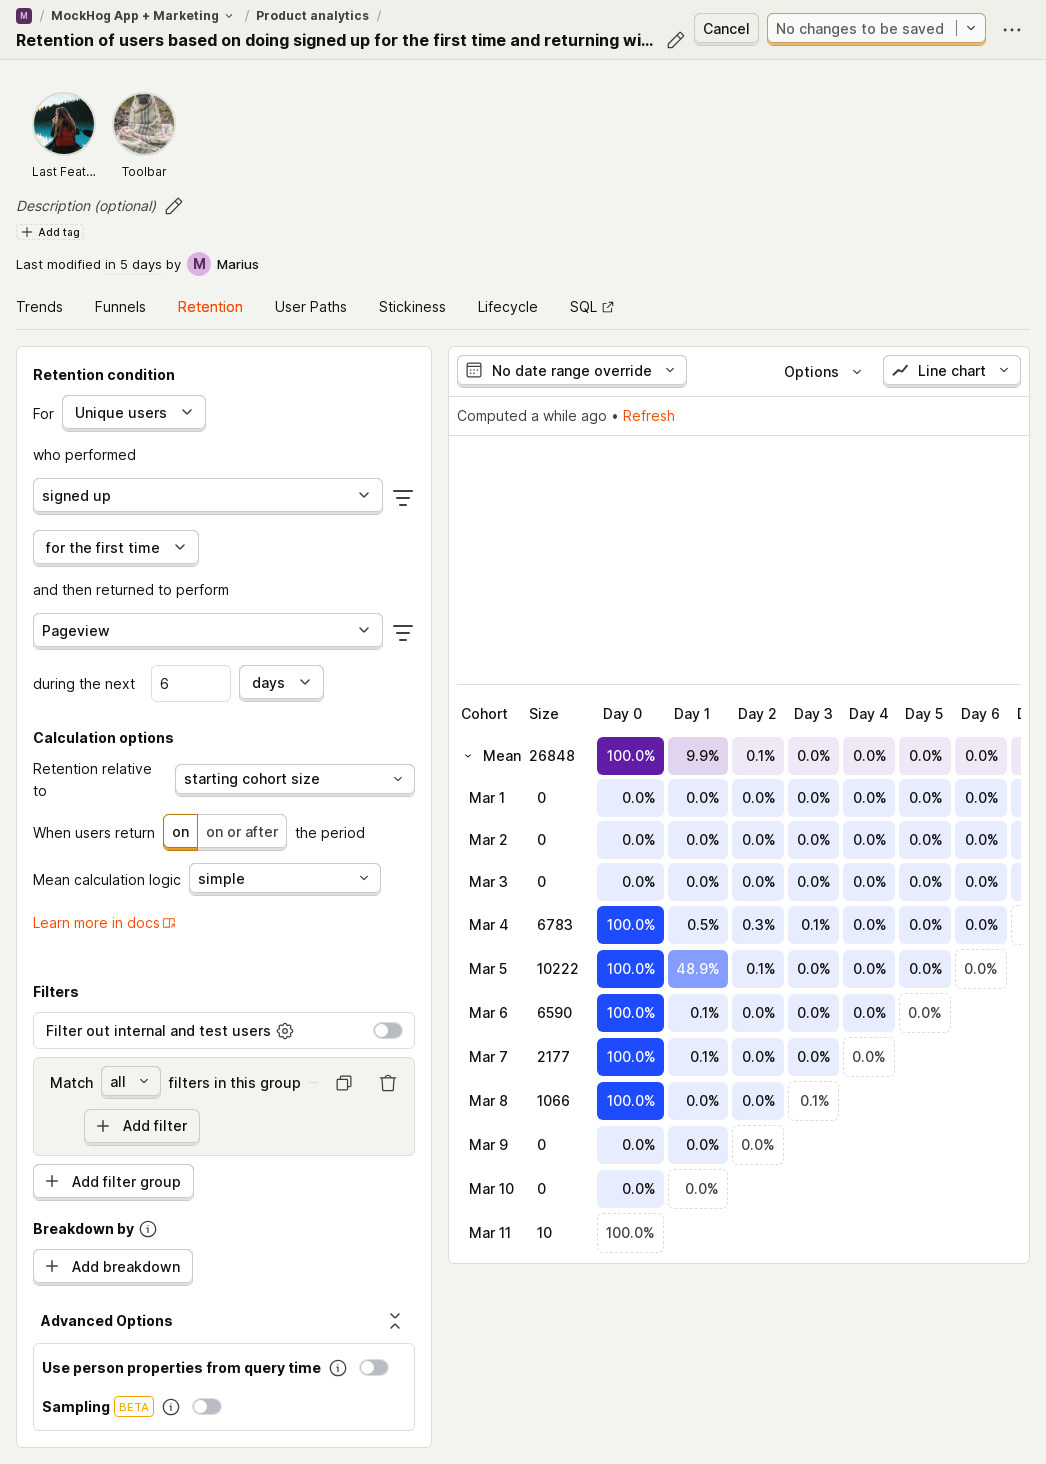 M / MockHog App + Marketing / Product analytics /
Retention of users based on doing signed up for the first time and returning wi...
Cancel
No changes to be saved
Last Feat...
Toolbar
Description (optional)
Add tag
Last modified in 5 days by M Marius
Trends Funnels Retention User Paths Stickiness Lifecycle SQL
Retention condition
For Unique users
who performed
signed up
for the first time
and then returned to perform
Pageview
during the next 6 days
Calculation options
Retention relative
to
starting cohort size
When users return on on or after the period
Mean calculation logic simple
Learn more in docs
Filters
Filter out internal and test users
Match all filters in this group
Add filter
Add filter group
Breakdown by
Add breakdown
Advanced Options
Use person properties from query time
Sampling BETA
No date range override
Options
Line chart
Computed a while ago • Refresh
Cohort Size Day 0 Day 1 Day 2 Day 3 Day 4 Day 5 Day 6
Mean 26848 100.0% 9.9% 0.1% 0.0% 0.0% 0.0% 0.0%
Mar 1 0 0.0% 0.0% 0.0% 0.0% 0.0% 0.0% 0.0%
Mar 2 0 0.0% 0.0% 0.0% 0.0% 0.0% 0.0% 0.0%
Mar 3 0 0.0% 0.0% 0.0% 0.0% 0.0% 0.0% 0.0%
Mar 4 6783 100.0% 0.5% 0.3% 0.1% 0.0% 0.0% 0.0%
Mar 5 10222 100.0% 48.9% 0.1% 0.0% 0.0% 0.0% 0.0%
Mar 6 6590 100.0% 0.1% 0.0% 0.0% 0.0% 0.0%
Mar 7 2177 100.0% 0.1% 0.0% 0.0% 0.0%
Mar 8 1066 100.0% 0.0% 0.0% 0.1%
Mar 9 0 0.0% 0.0% 0.0%
Mar 10 0 0.0% 0.0%
Mar 11 10 100.0%